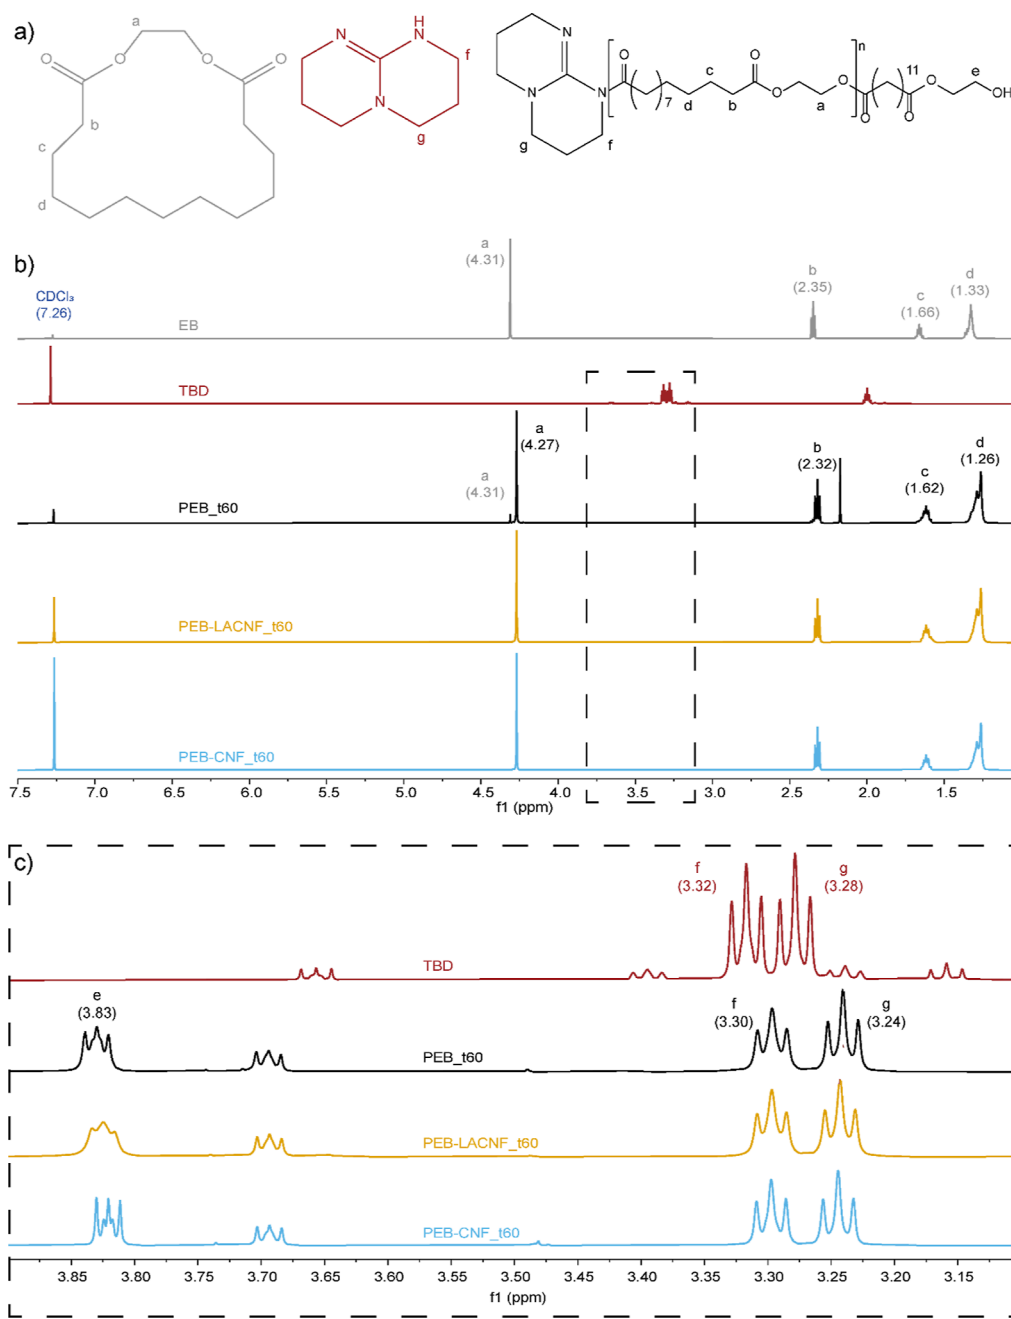 a)
a
O
O
O
O
b
c
d
N
H
N
N
f
g
N
N
N
g
f
O
7
d
c
b
O
O
a
O
n
O
11
O
O
e
OH
b)
CDCl₃
(7.26)
a
(4.31)
b
(2.35)
c
(1.66)
d
(1.33)
EB
TBD
a
(4.27)
a
(4.31)
b
(2.32)
c
(1.62)
d
(1.26)
PEB_t60
PEB-LACNF_t60
PEB-CNF_t60
7.5 7.0 6.5 6.0 5.5 5.0 4.5 4.0 3.5 3.0 2.5 2.0 1.5
f1 (ppm)
c)
f
(3.32)
g
(3.28)
TBD
e
(3.83)
f
(3.30)
g
(3.24)
PEB_t60
PEB-LACNF_t60
PEB-CNF_t60
3.85 3.80 3.75 3.70 3.65 3.60 3.55 3.50 3.45 3.40 3.35 3.30 3.25 3.20 3.15
f1 (ppm)